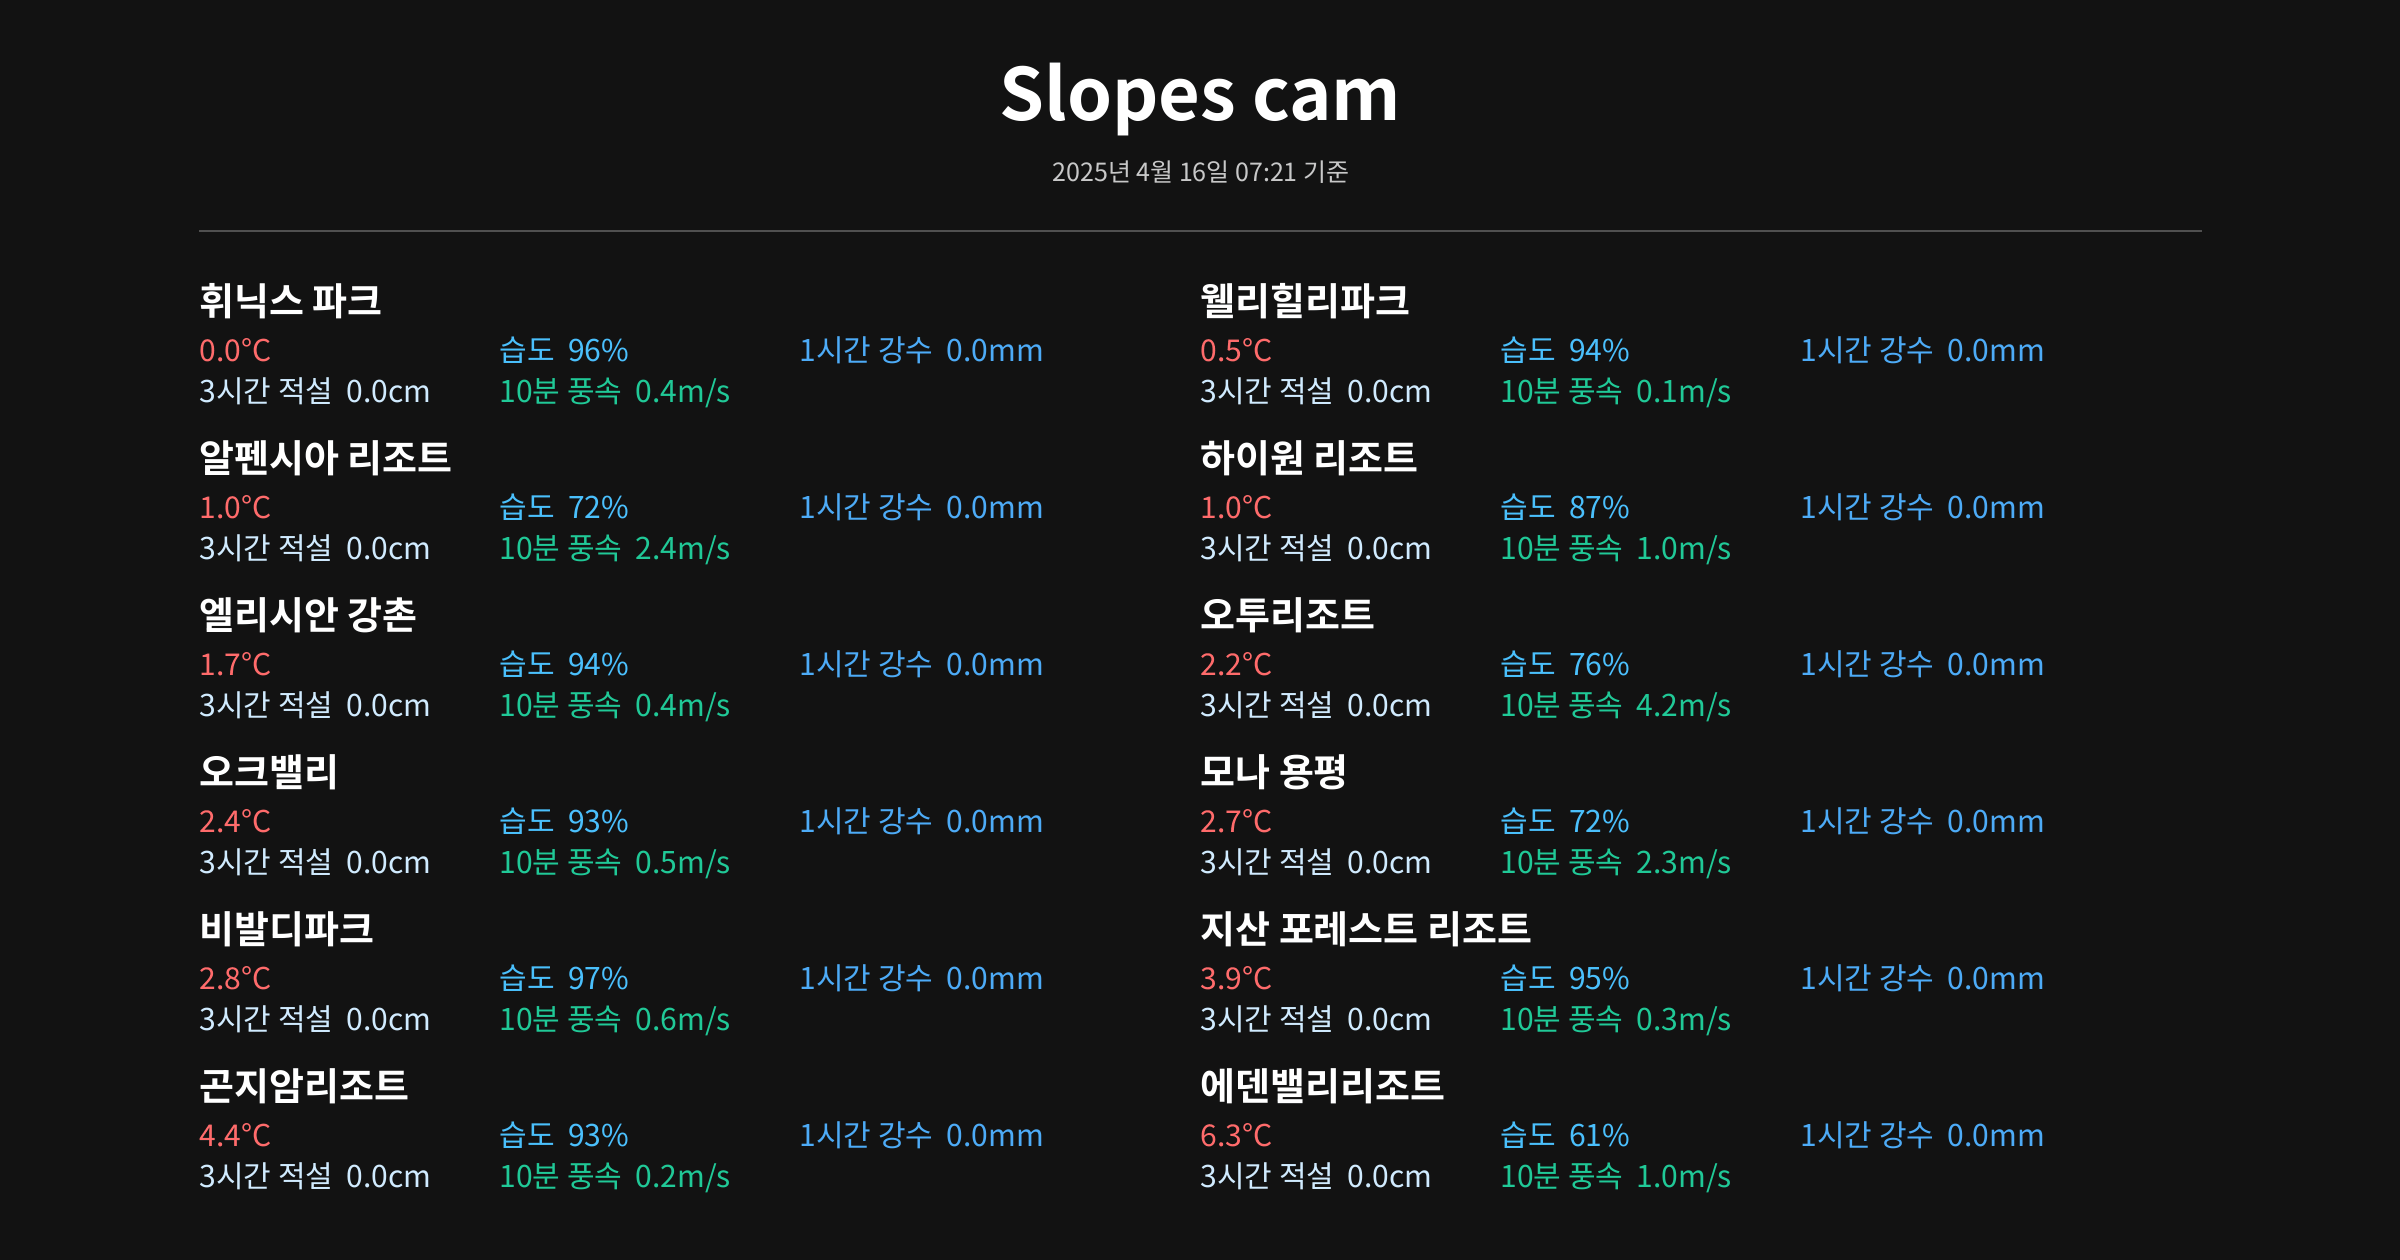 Slopes cam
2025년 4월 16일 07:21 기준
휘닉스 파크
0.0°C 습도 96% 1시간 강수 0.0mm
3시간 적설 0.0cm 10분 풍속 0.4m/s
웰리힐리파크
0.5°C 습도 94% 1시간 강수 0.0mm
3시간 적설 0.0cm 10분 풍속 0.1m/s
알펜시아 리조트
1.0°C 습도 72% 1시간 강수 0.0mm
3시간 적설 0.0cm 10분 풍속 2.4m/s
하이원 리조트
1.0°C 습도 87% 1시간 강수 0.0mm
3시간 적설 0.0cm 10분 풍속 1.0m/s
엘리시안 강촌
1.7°C 습도 94% 1시간 강수 0.0mm
3시간 적설 0.0cm 10분 풍속 0.4m/s
오투리조트
2.2°C 습도 76% 1시간 강수 0.0mm
3시간 적설 0.0cm 10분 풍속 4.2m/s
오크밸리
2.4°C 습도 93% 1시간 강수 0.0mm
3시간 적설 0.0cm 10분 풍속 0.5m/s
모나 용평
2.7°C 습도 72% 1시간 강수 0.0mm
3시간 적설 0.0cm 10분 풍속 2.3m/s
비발디파크
2.8°C 습도 97% 1시간 강수 0.0mm
3시간 적설 0.0cm 10분 풍속 0.6m/s
지산 포레스트 리조트
3.9°C 습도 95% 1시간 강수 0.0mm
3시간 적설 0.0cm 10분 풍속 0.3m/s
곤지암리조트
4.4°C 습도 93% 1시간 강수 0.0mm
3시간 적설 0.0cm 10분 풍속 0.2m/s
에덴밸리리조트
6.3°C 습도 61% 1시간 강수 0.0mm
3시간 적설 0.0cm 10분 풍속 1.0m/s